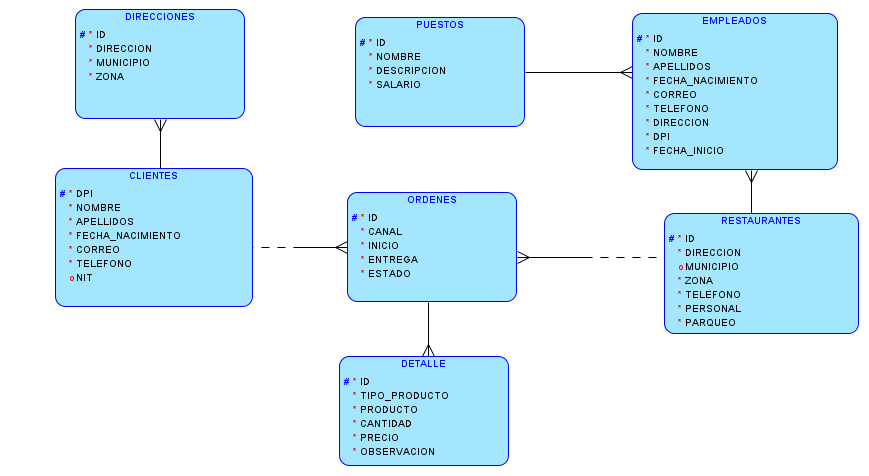 DIRECCIONES
#* ID
* DIRECCION
* MUNICIPIO
* ZONA
PUESTOS
#* ID
* NOMBRE
* DESCRIPCION
* SALARIO
EMPLEADOS
#* ID
* NOMBRE
* APELLIDOS
* FECHA_NACIMIENTO
* CORREO
* TELEFONO
* DIRECCION
* DPI
* FECHA_INICIO
CLIENTES
#* DPI
* NOMBRE
* APELLIDOS
* FECHA_NACIMIENTO
* CORREO
* TELEFONO
o NIT
ORDENES
#* ID
* CANAL
* INICIO
* ENTREGA
* ESTADO
RESTAURANTES
#* ID
* DIRECCION
o MUNICIPIO
* ZONA
* TELEFONO
* PERSONAL
* PARQUEO
DETALLE
#* ID
* TIPO_PRODUCTO
* PRODUCTO
* CANTIDAD
* PRECIO
* OBSERVACION